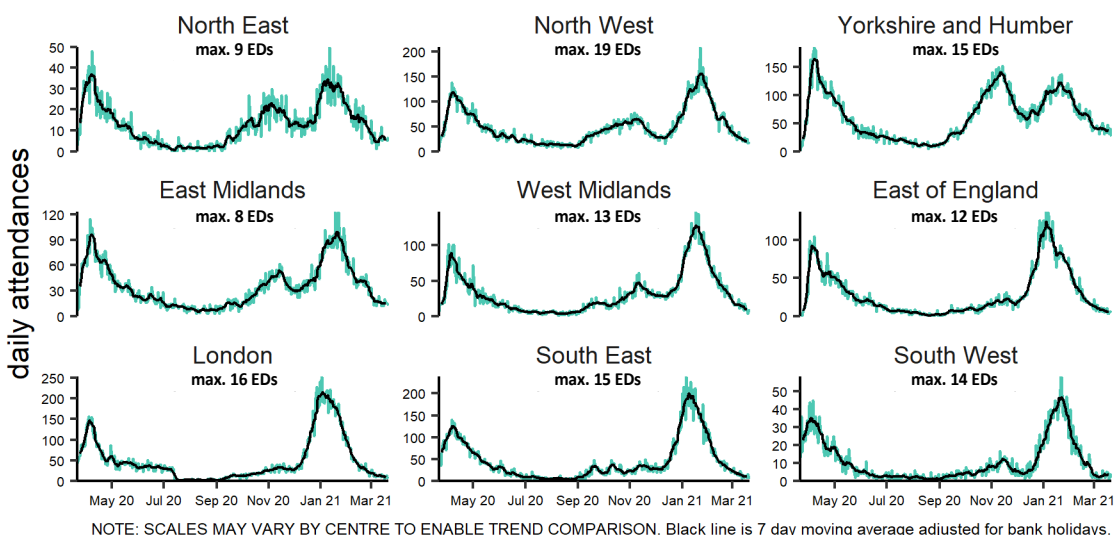 North East
max. 9 EDs
50
40
30
20
10
0
North West
max. 19 EDs
200
150
100
50
0
Yorkshire and Humber
max. 15 EDs
150
100
50
0
daily attendances
East Midlands
max. 8 EDs
120
90
60
30
0
West Midlands
max. 13 EDs
100
50
0
East of England
max. 12 EDs
100
50
0
London
max. 16 EDs
250
200
150
100
50
0
May 20 Jul 20 Sep 20 Nov 20 Jan 21 Mar 21
South East
max. 15 EDs
200
150
100
50
0
May 20 Jul 20 Sep 20 Nov 20 Jan 21 Mar 21
South West
max. 14 EDs
50
40
30
20
10
0
May 20 Jul 20 Sep 20 Nov 20 Jan 21 Mar 21
NOTE: SCALES MAY VARY BY CENTRE TO ENABLE TREND COMPARISON. Black line is 7 day moving average adjusted for bank holidays.